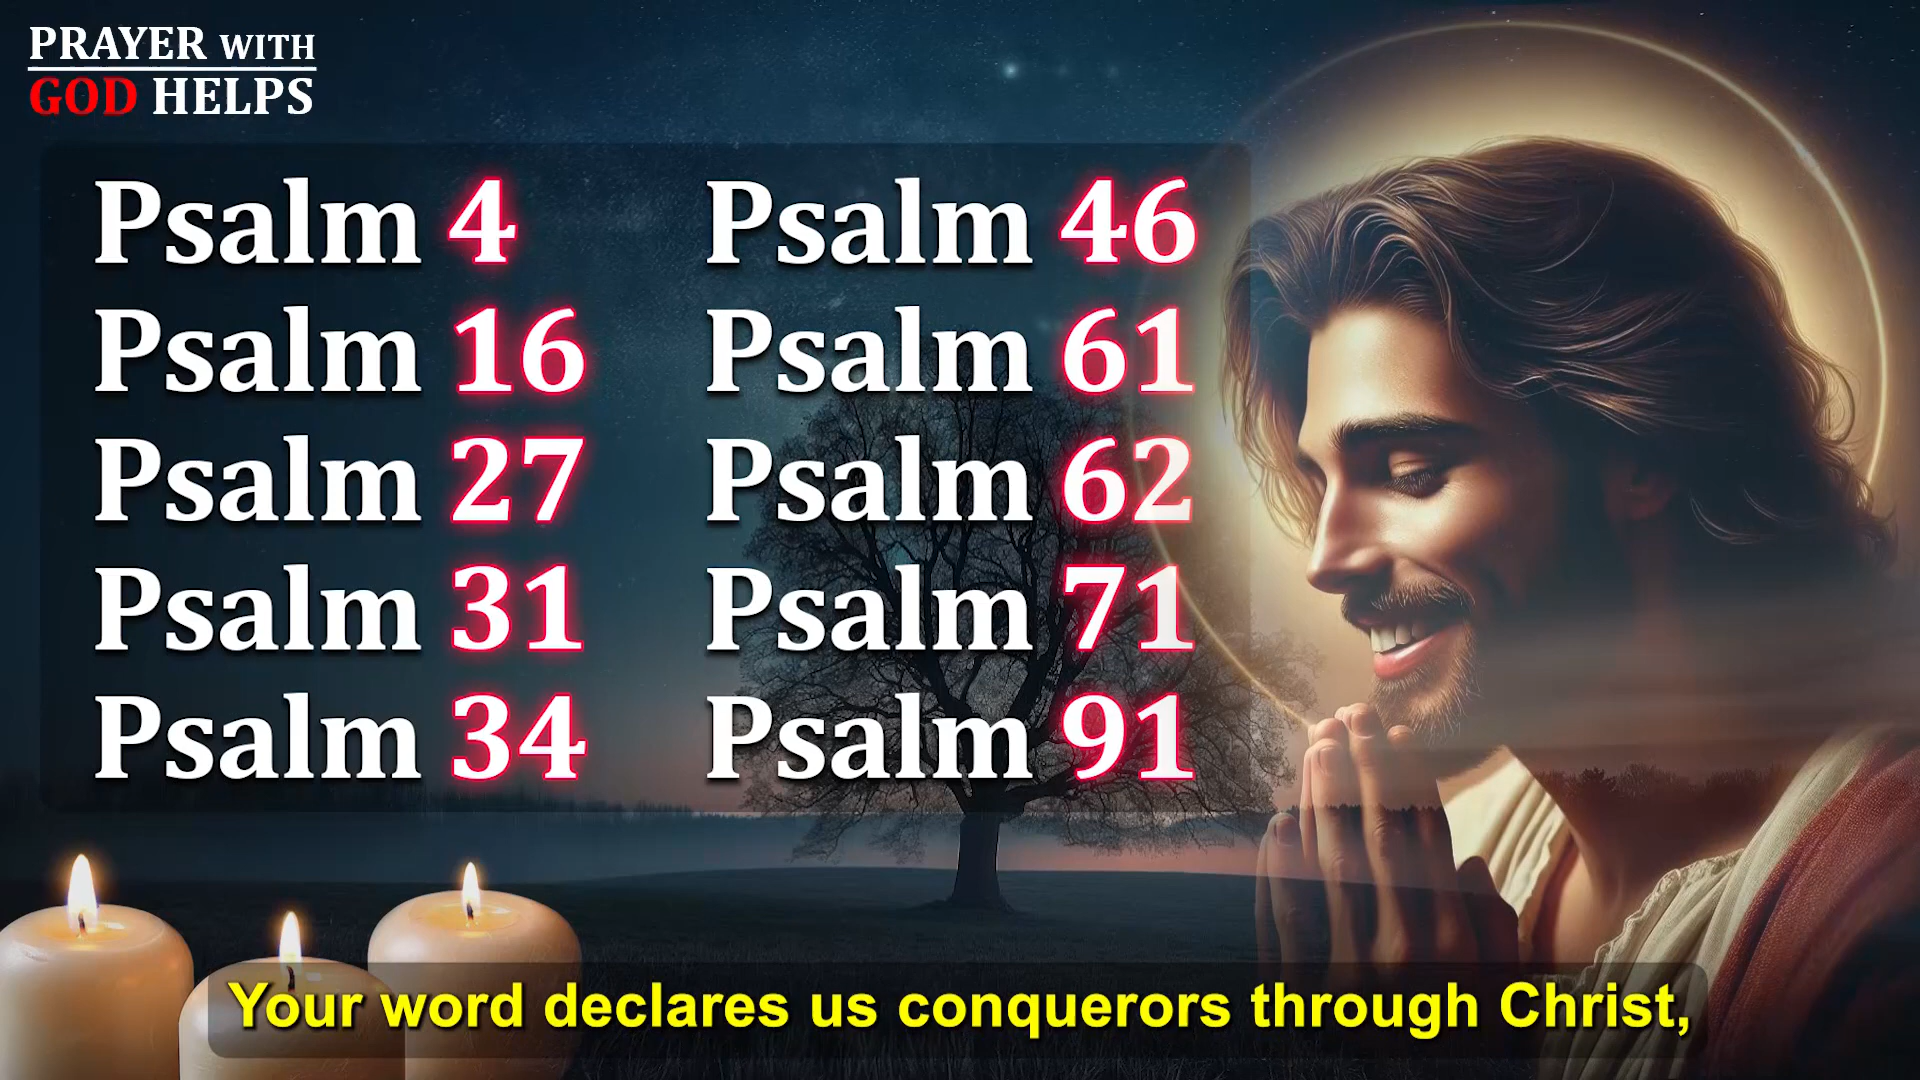 PRAYER WITH
GOD HELPS
Psalm 4
Psalm 16
Psalm 27
Psalm 31
Psalm 34
Psalm 46
Psalm 61
Psalm 62
Psalm 71
Psalm 91
Your word declares us conquerors through Christ,